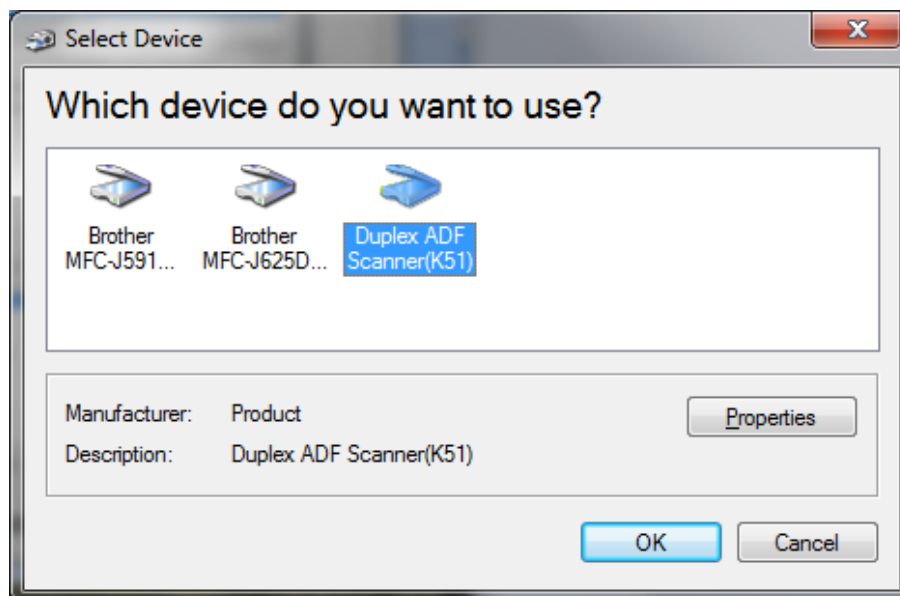 Select Device
Which device do you want to use?
Brother
MFC-J591...
Brother
MFC-J625D...
Duplex ADF
Scanner(K51)
Manufacturer: Product
Properties
Description: Duplex ADF Scanner(K51)
OK
Cancel